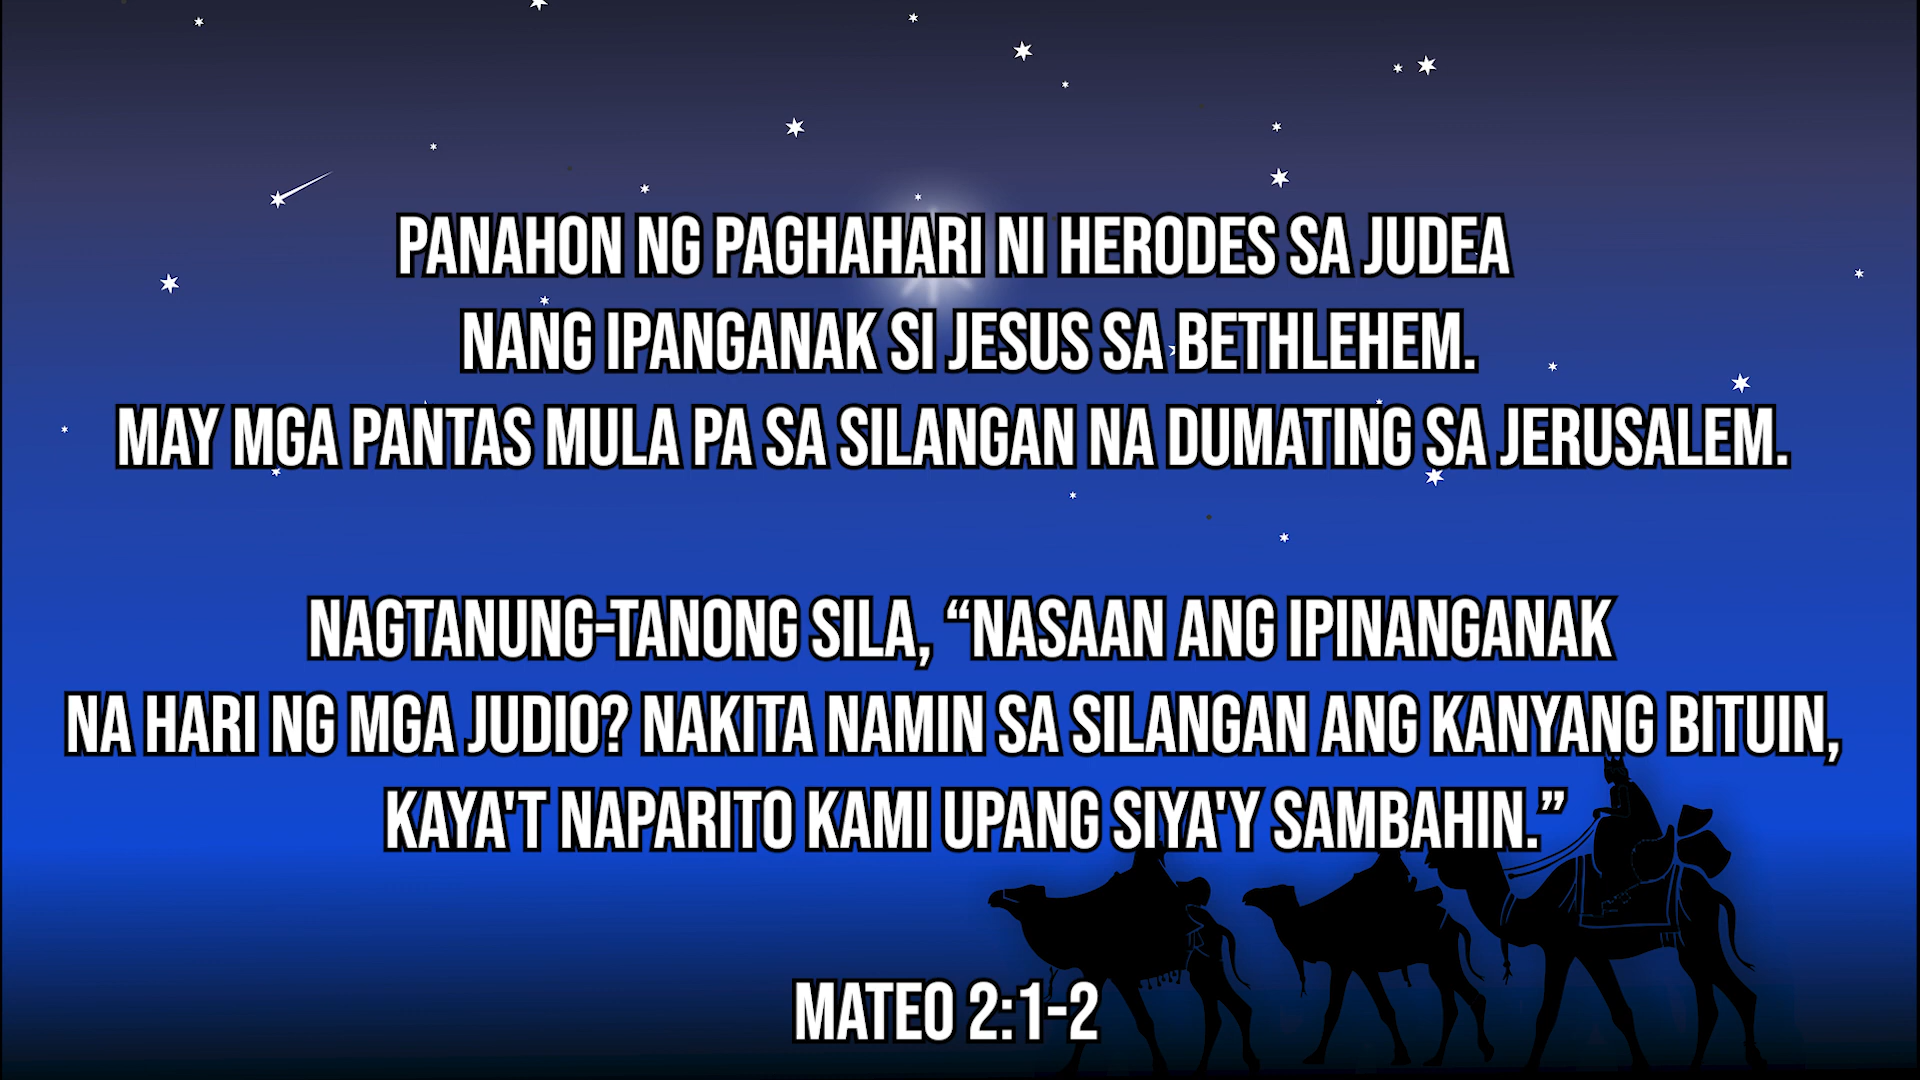 PANAHON NG PAGHAHARI NI HERODES SA JUDEA
NANG IPANGANAK SI JESUS SA BETHLEHEM.
MAY MGA PANTAS MULA PA SA SILANGAN NA DUMATING SA JERUSALEM.
NAGTANUNG-TANONG SILA, “NASAAN ANG IPINANGANAK
NA HARI NG MGA JUDIO? NAKITA NAMIN SA SILANGAN ANG KANYANG BITUIN,
KAYA'T NAPARITO KAMI UPANG SIYA'Y SAMBAHIN.”
MATEO 2:1-2